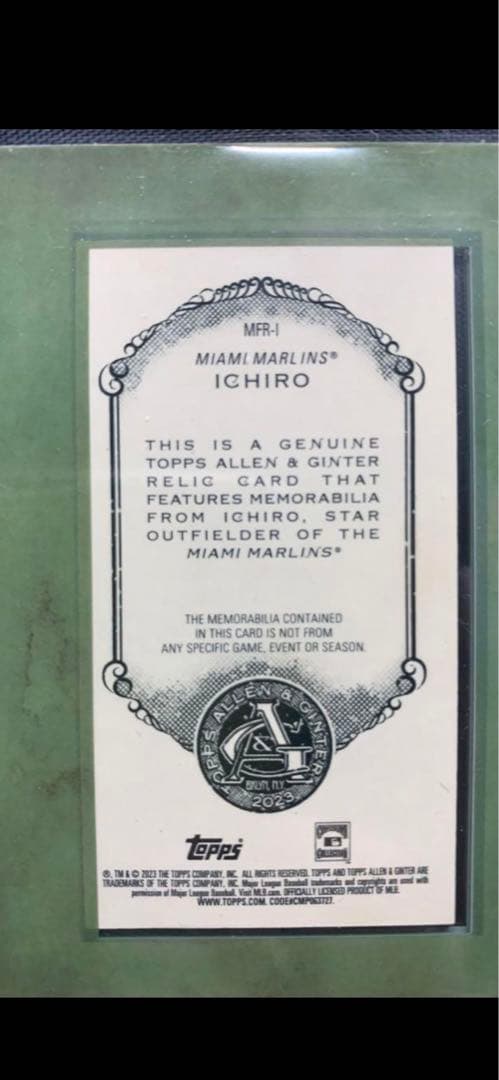 MFR-I
MIAMI MARLINS®
ICHIRO
THIS IS A GENUINE
TOPPS ALLEN & GINTER
RELIC CARD THAT
FEATURES MEMORABILIA
FROM ICHIRO, STAR
OUTFIELDER OF THE
MIAMI MARLINS®
THE MEMORABILIA CONTAINED
IN THIS CARD IS NOT FROM
ANY SPECIFIC GAME, EVENT OR SEASON.
TOPPS ALLEN & GINTER
A&G
BKLYN, N.Y.
2023
topps
®, TM & © 2023 THE TOPPS COMPANY, INC. ALL RIGHTS RESERVED. TOPPS AND TOPPS ALLEN & GINTER ARE
TRADEMARKS OF THE TOPPS COMPANY, INC. Major League Baseball trademarks and copyrights are used with
permission of Major League Baseball. Visit MLB.com. OFFICIALLY LICENSED PRODUCT OF MLB.
WWW.TOPPS.COM. CODE#CMP063727.